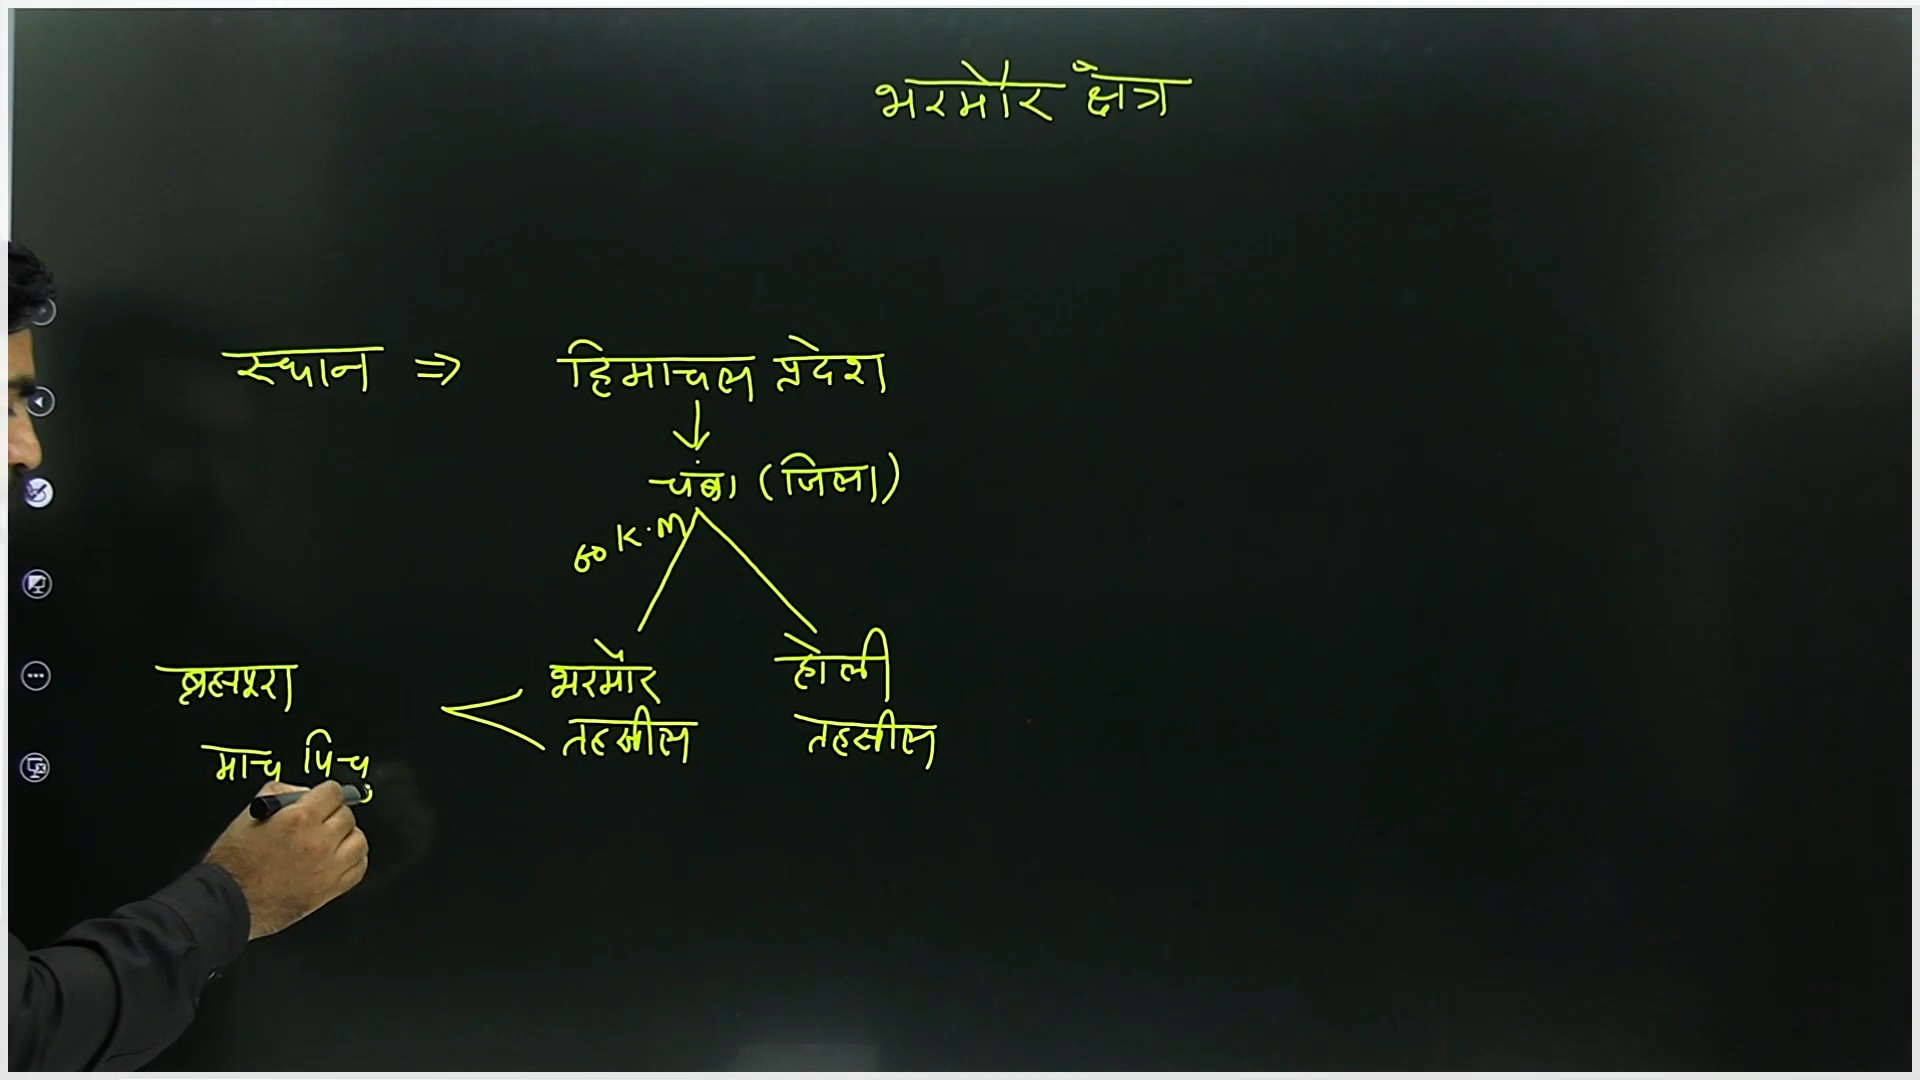 भरमौर क्षेत्र
स्थान ⇒ हिमाचल प्रदेश
↓
चंबा (जिला)
60 K.M
ब्रह्मपुरा
भरमौर
होली
तहसील
तहसील
माचु पिचु